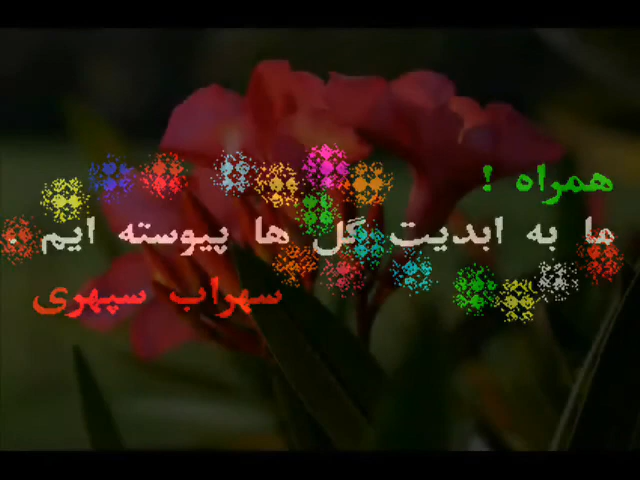 همراه !
ما به ابدیت گل ها پیوسته ایم .
سهراب سپهری